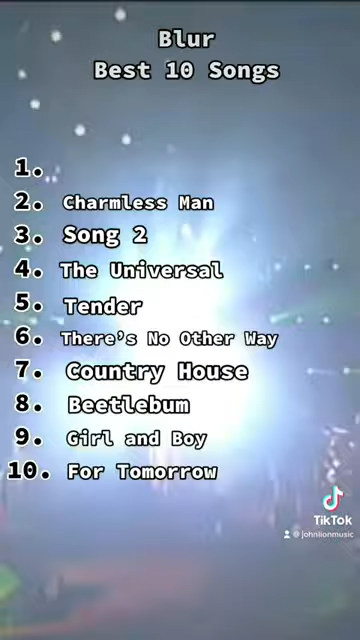 Blur
Best 10 Songs
1.
2. Charmless Man
3. Song 2
4. The Universal
5. Tender
6. There's No Other Way
7. Country House
8. Beetlebum
9. Girl and Boy
10. For Tomorrow
TikTok
@johnlionmusic